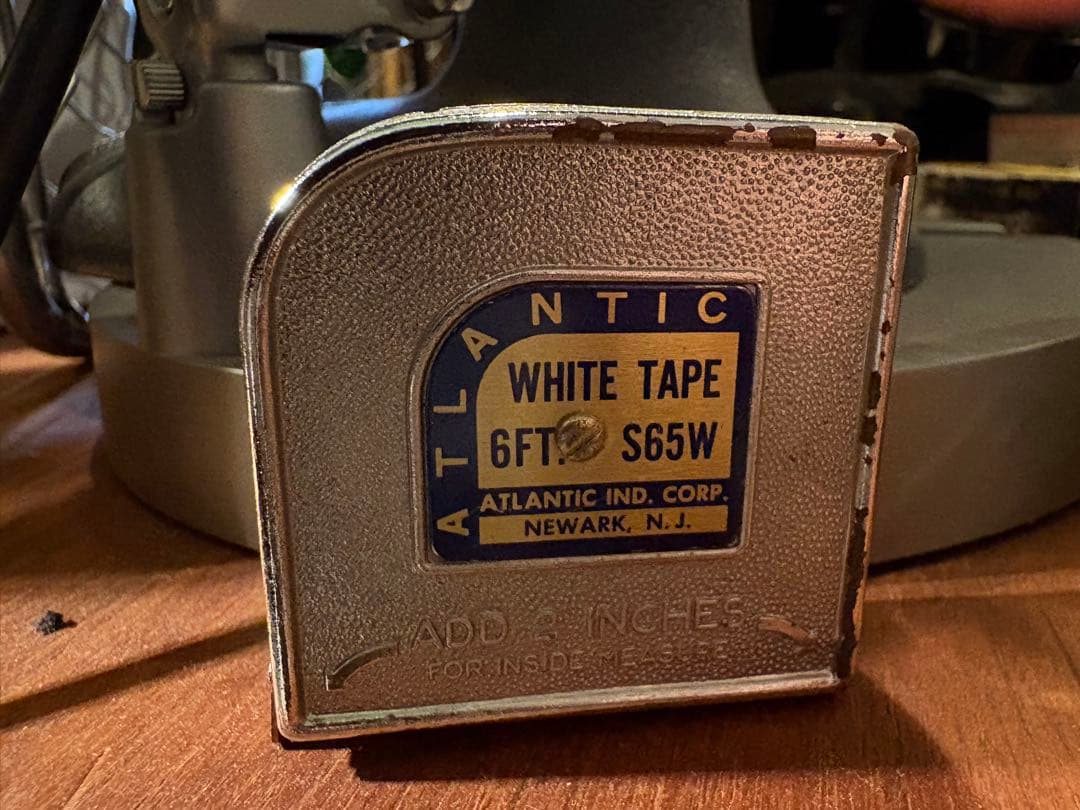 ATLANTIC
WHITE TAPE
6FT. S65W
ATLANTIC IND. CORP.
NEWARK, N. J.
ADD 2 INCHES
FOR INSIDE MEASURE